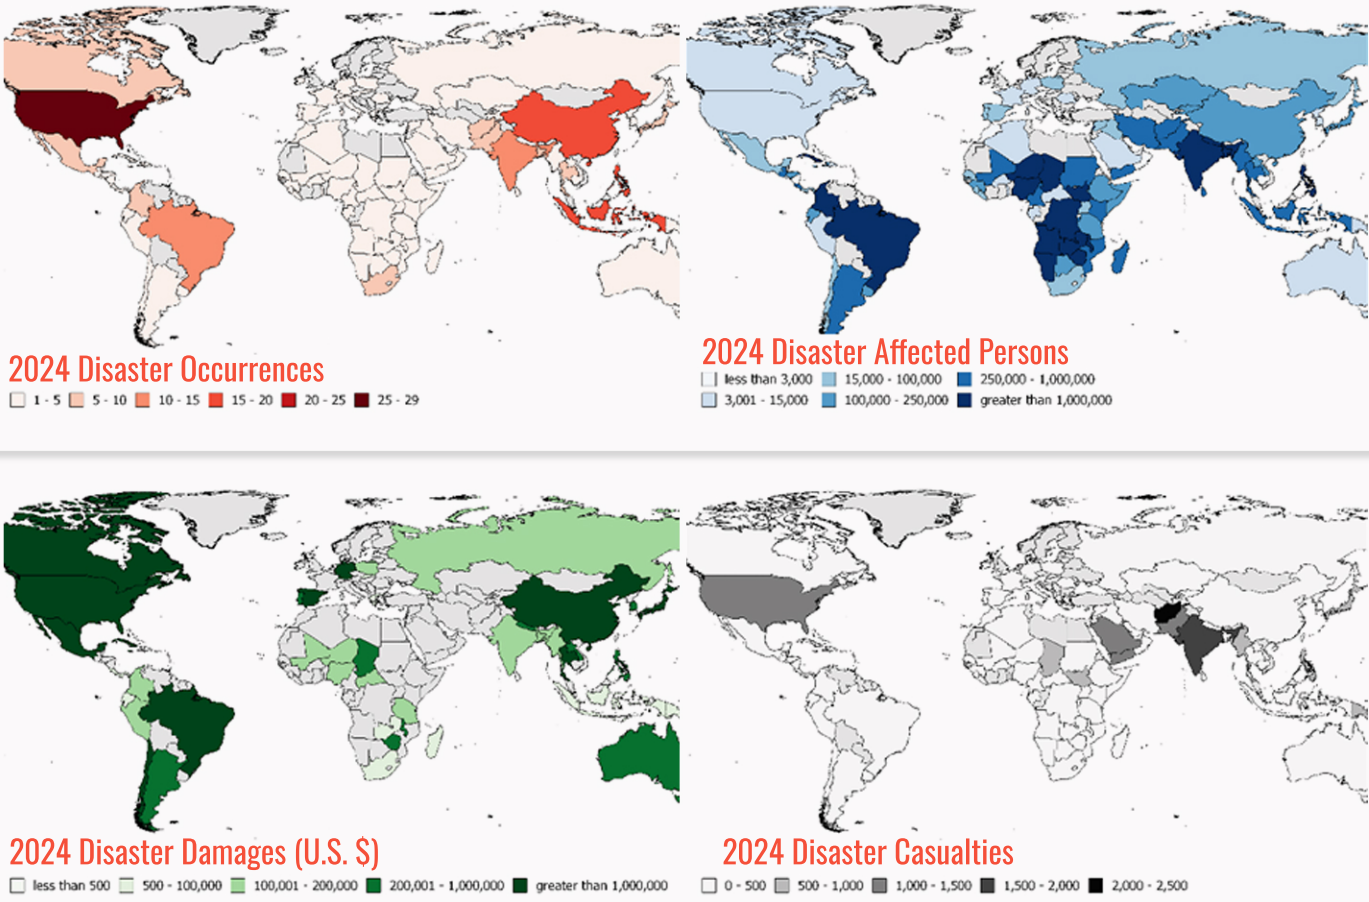 2024 Disaster Occurrences
1 - 5 5 - 10 10 - 15 15 - 20 20 - 25 25 - 29
2024 Disaster Affected Persons
less than 3,000 15,000 - 100,000 250,000 - 1,000,000
3,001 - 15,000 100,000 - 250,000 greater than 1,000,000
2024 Disaster Damages (U.S. $)
less than 500 500 - 100,000 100,001 - 200,000 200,001 - 1,000,000 greater than 1,000,000
2024 Disaster Casualties
0 - 500 500 - 1,000 1,000 - 1,500 1,500 - 2,000 2,000 - 2,500